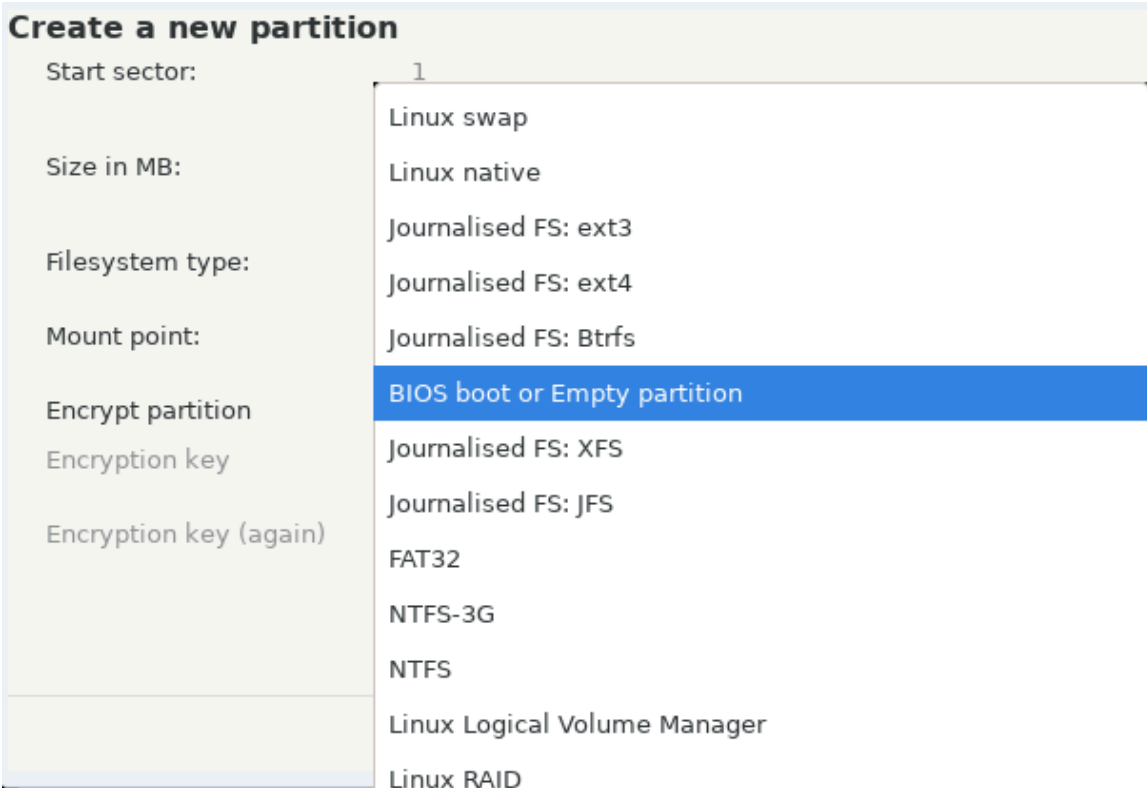 Create a new partition
Start sector:
1
Size in MB:
Filesystem type:
Mount point:
Encrypt partition
Encryption key
Encryption key (again)
Linux swap
Linux native
Journalised FS: ext3
Journalised FS: ext4
Journalised FS: Btrfs
BIOS boot or Empty partition
Journalised FS: XFS
Journalised FS: JFS
FAT32
NTFS-3G
NTFS
Linux Logical Volume Manager
Linux RAID